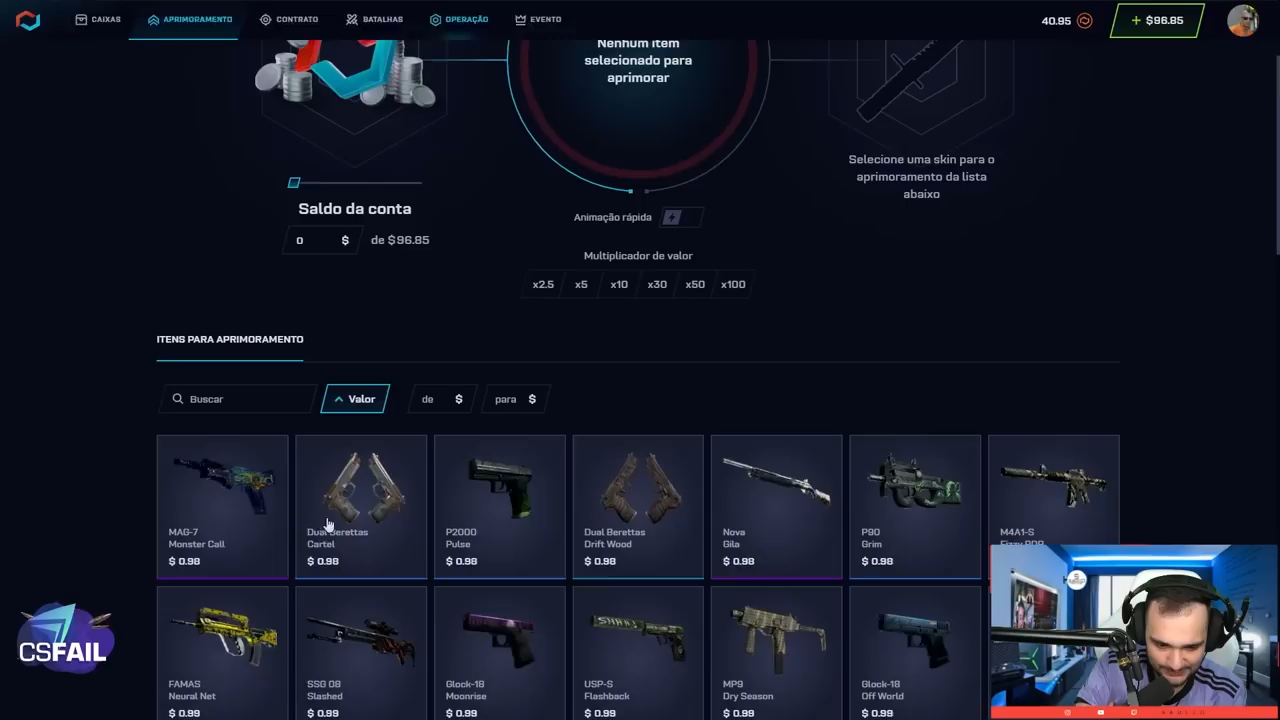 CAIXAS
APRIMORAMENTO
CONTRATO
BATALHAS
OPERAÇÃO
EVENTO
40.95
+ $96.85
Nenhum item
selecionado para
aprimorar
Selecione uma skin para o
aprimoramento da lista
abaixo
Saldo da conta
0 $ de $96.85
Animação rápida
Multiplicador de valor
x2.5 x5 x10 x30 x50 x100
ITENS PARA APRIMORAMENTO
Buscar
Valor
de $
para $
MAG-7
Monster Call
$ 0.98
Dual Berettas
Cartel
$ 0.98
P2000
Pulse
$ 0.98
Dual Berettas
Drift Wood
$ 0.98
Nova
Gila
$ 0.98
P90
Grim
$ 0.98
M4A1-S
FAMAS
Neural Net
$ 0.99
SSG 08
Slashed
$ 0.99
Glock-18
Moonrise
$ 0.99
USP-S
Flashback
$ 0.99
MP9
Dry Season
$ 0.99
Glock-18
Off World
$ 0.99
CSFAIL